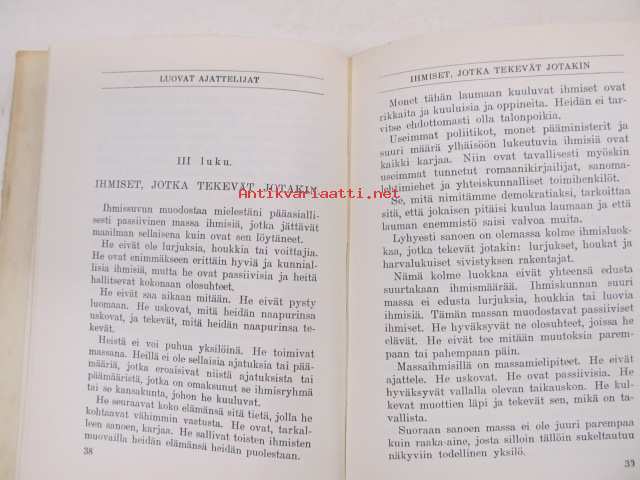 LUOVAT AJATTELIJAT
III luku.
IHMISET, JOTKA TEKEVÄT JOTAKIN
Antikvariaatti.net
Ihmissuvun muodostaa mielestäni pääasialli-
sesti passiivinen massa ihmisiä, jotka jättävät
maailman sellaisena kuin ovat sen löytäneet.
He eivät ole lurjuksia, houkkia tai voittajia.
He ovat enimmäkseen erittäin hyviä ja kunnial-
lisia ihmisiä, mutta he ovat passiivisia ja heitä
hallitsevat kokonaan olosuhteet.
He eivät saa aikaan mitään. He eivät pysty
luomaan. He uskovat, mitä heidän naapurinsa
uskovat, ja tekevät, mitä heidän naapurinsa te-
kevät.
Heistä ei voi puhua yksilöinä. He toimivat
massana. Heillä ei ole sellaisia ajatuksia tai pää-
määriä, jotka eroaisivat niistä ajatuksista tai
päämääristä, jotka on omaksunut se ihmisryhmä
tai se kansakunta, johon he kuuluvat.
He seuraavat koko elämänsä sitä tietä, jolla he
kohtaavat vähimmin vastusta. He ovat, tarkal-
leen sanoen, karjaa. He sallivat toisten ihmisten
muovailla heidän elämänsä heidän puolestaan.
38
IHMISET, JOTKA TEKEVÄT JOTAKIN
Monet tähän laumaan kuuluvat ihmiset ovat
rikkaita ja kuuluisia ja oppineita. Heidän ei tar-
vitse ehdottomasti olla talonpoikia.
Useimmat poliitikot, monet pääministerit ja
suuri määrä ylhäisöön lukeutuvia ihmisiä on
kaikki karjaa. Niin ovat tavallisesti myöskin
useimmat tunnetut romaanikirjailijat, sanoma-
lehtimiehet ja yhteiskunnalliset toimihenkilöt.
Se, mitä nimitämme demokratiaksi, tarkoittaa
sitä, että jokaisen pitäisi kuulua laumaan ja että
lauman enemmistö saisi valvoa muita.
Lyhyesti sanoen on olemassa kolme ihmisluok-
kaa, jotka tekevät jotakin: lurjukset, houkat ja
harvalukuiset sivistyksen rakentajat.
Nämä kolme luokkaa eivät yhteensä edusta
suurtakaan ihmismäärää. Ihmiskunnan suuri
massa ei edusta lurjuksia, houkkia tai luovia
ihmisiä. Tämän massan muodostavat passiiviset
ihmiset. He hyväksyvät ne olosuhteet, joissa he
elävät. He eivät tee mitään muutoksia parem-
paan tai pahempaan päin.
Massaihmisillä on massamielipiteet. He eivät
ajattele. He uskovat. He ovat passiivisia. He
hyväksyvät vallalla olevan taikauskon. He kul-
kevat muottien läpi ja tekevät sen, mikä on ta-
vallista.
Suoraan sanoen massa ei ole juuri parempaa
kuin raaka-aine, josta silloin tällöin sukeltautuu
näkyviin todellinen yksilö.
39